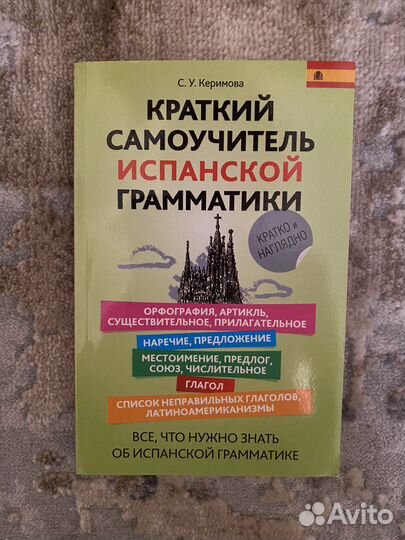 С. У. Керимова
КРАТКИЙ
САМОУЧИТЕЛЬ
ИСПАНСКОЙ
ГРАММАТИКИ
КРАТКО И
НАГЛЯДНО
ОРФОГРАФИЯ, АРТИКЛЬ,
СУЩЕСТВИТЕЛЬНОЕ, ПРИЛАГАТЕЛЬНОЕ
НАРЕЧИЕ, ПРЕДЛОЖЕНИЕ
МЕСТОИМЕНИЕ, ПРЕДЛОГ,
СОЮЗ, ЧИСЛИТЕЛЬНОЕ
ГЛАГОЛ
СПИСОК НЕПРАВИЛЬНЫХ ГЛАГОЛОВ,
ЛАТИНОАМЕРИКАНИЗМЫ
ВСЕ, ЧТО НУЖНО ЗНАТЬ
ОБ ИСПАНСКОЙ ГРАММАТИКЕ
Avito